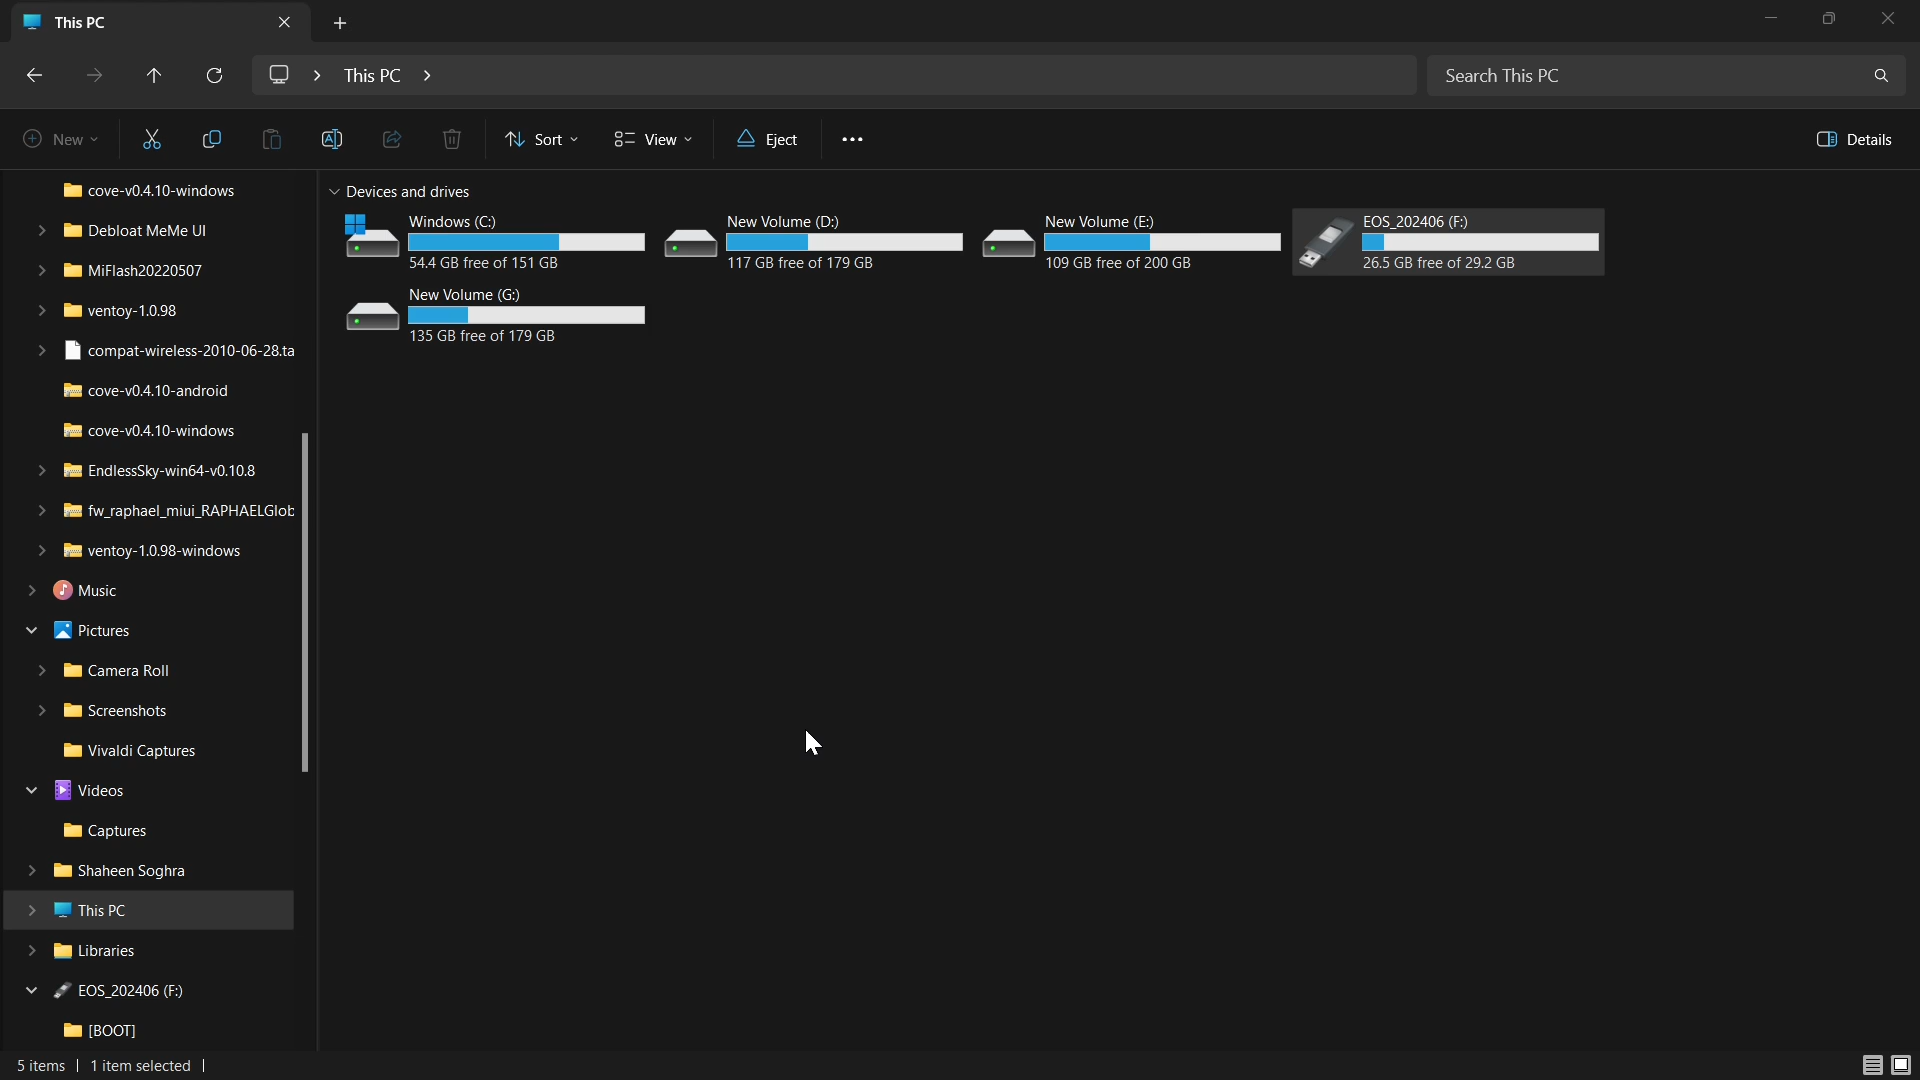 This PC
This PC
Search This PC
New
Sort
View
Eject
Details
cove-v0.4.10-windows
Debloat MeMe UI
MiFlash20220507
ventoy-1.0.98
compat-wireless-2010-06-28.ta
cove-v0.4.10-android
cove-v0.4.10-windows
EndlessSky-win64-v0.10.8
fw_raphael_miui_RAPHAELGlob
ventoy-1.0.98-windows
Music
Pictures
Camera Roll
Screenshots
Vivaldi Captures
Videos
Captures
Shaheen Soghra
This PC
Libraries
EOS_202406 (F:)
[BOOT]
Devices and drives
Windows (C:)
54.4 GB free of 151 GB
New Volume (D:)
117 GB free of 179 GB
New Volume (E:)
109 GB free of 200 GB
EOS_202406 (F:)
26.5 GB free of 29.2 GB
New Volume (G:)
135 GB free of 179 GB
5 items
1 item selected